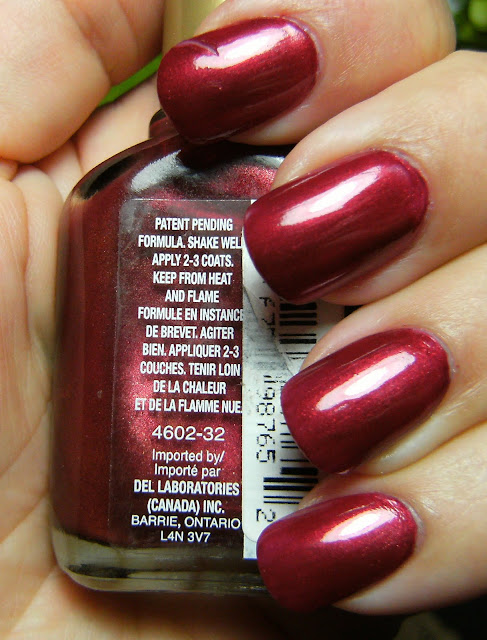 PATENT PENDING
FORMULA. SHAKE WELL
APPLY 2-3 COATS.
KEEP FROM HEAT
AND FLAME
FORMULE EN INSTANCE
DE BREVET. AGITER
BIEN. APPLIQUER 2-3
COUCHES. TENIR LOIN
DE LA CHALEUR
ET DE LA FLAMME NUE.
4602-32
Imported by/
Importé par
DEL LABORATORIES
(CANADA) INC.
BARRIE, ONTARIO
L4N 3V7
98765
2